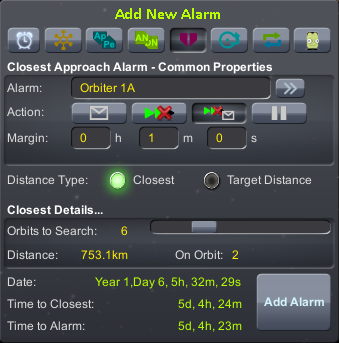 Add New Alarm
Ap
Pe
AN
DN
Closest Approach Alarm - Common Properties
Alarm: Orbiter 1A
Action:
Margin: 0 h 1 m 0 s
Distance Type: Closest Target Distance
Closest Details...
Orbits to Search: 6
Distance: 753.1km On Orbit: 2
Date: Year 1,Day 6, 5h, 32m, 29s
Time to Closest: 5d, 4h, 24m
Time to Alarm: 5d, 4h, 23m
Add Alarm